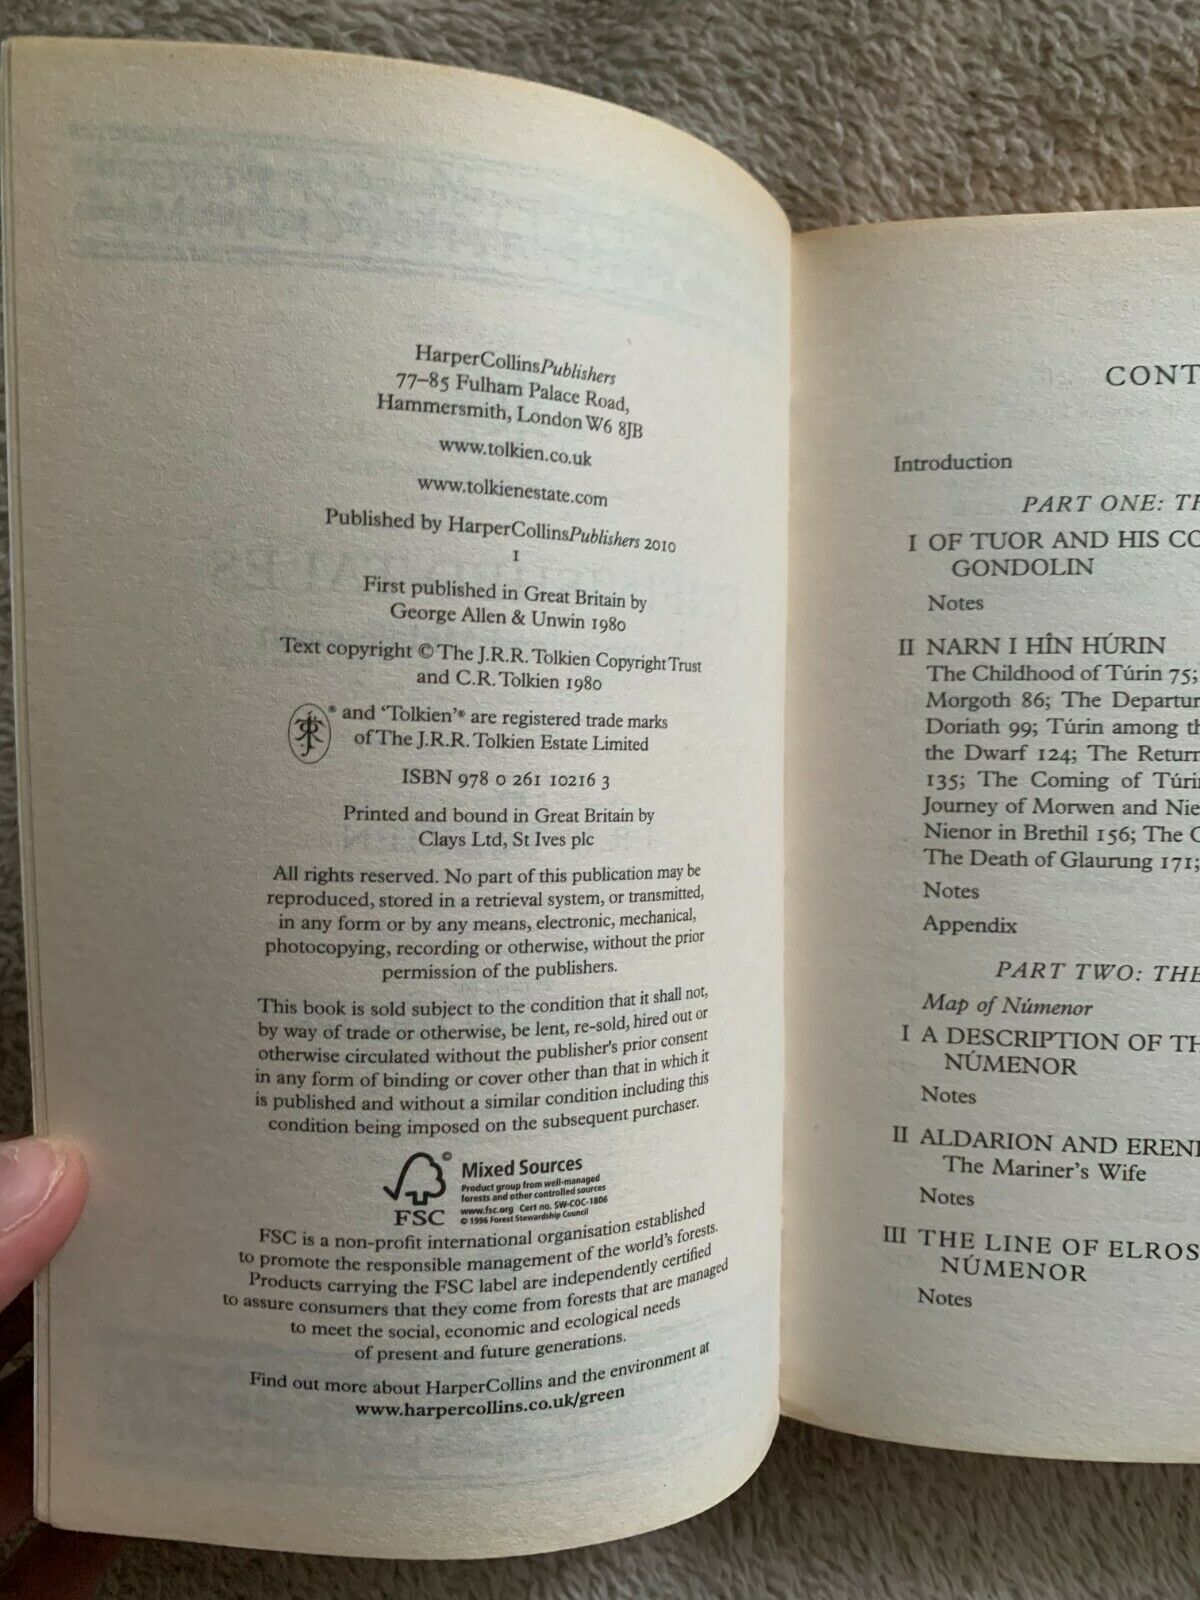 HarperCollinsPublishers
77–85 Fulham Palace Road,
Hammersmith, London W6 8JB
www.tolkien.co.uk
www.tolkienestate.com
Published by HarperCollinsPublishers 2010
1
First published in Great Britain by
George Allen & Unwin 1980
Text copyright © The J.R.R. Tolkien Copyright Trust
and C.R. Tolkien 1980
® and ‘Tolkien’® are registered trade marks
of The J.R.R. Tolkien Estate Limited
ISBN 978 0 261 10216 3
Printed and bound in Great Britain by
Clays Ltd, St Ives plc
All rights reserved. No part of this publication may be
reproduced, stored in a retrieval system, or transmitted,
in any form or by any means, electronic, mechanical,
photocopying, recording or otherwise, without the prior
permission of the publishers.
This book is sold subject to the condition that it shall not,
by way of trade or otherwise, be lent, re-sold, hired out or
otherwise circulated without the publisher's prior consent
in any form of binding or cover other than that in which it
is published and without a similar condition including this
condition being imposed on the subsequent purchaser.
©
FSC
Mixed Sources
Product group from well-managed
forests and other controlled sources
www.fsc.org Cert no. SW-COC-1806
© 1996 Forest Stewardship Council
FSC is a non-profit international organisation established
to promote the responsible management of the world's forests.
Products carrying the FSC label are independently certified
to assure consumers that they come from forests that are managed
to meet the social, economic and ecological needs
of present and future generations.
Find out more about HarperCollins and the environment at
www.harpercollins.co.uk/green
CONT
Introduction
PART ONE: TH
I OF TUOR AND HIS CO
GONDOLIN
Notes
II NARN I HÎN HÚRIN
The Childhood of Túrin 75;
Morgoth 86; The Departur
Doriath 99; Túrin among th
the Dwarf 124; The Return
135; The Coming of Túrin
Journey of Morwen and Nie
Nienor in Brethil 156; The C
The Death of Glaurung 171;
Notes
Appendix
PART TWO: THE
Map of Númenor
I A DESCRIPTION OF TH
NÚMENOR
Notes
II ALDARION AND EREN
The Mariner's Wife
Notes
III THE LINE OF ELROS
NÚMENOR
Notes